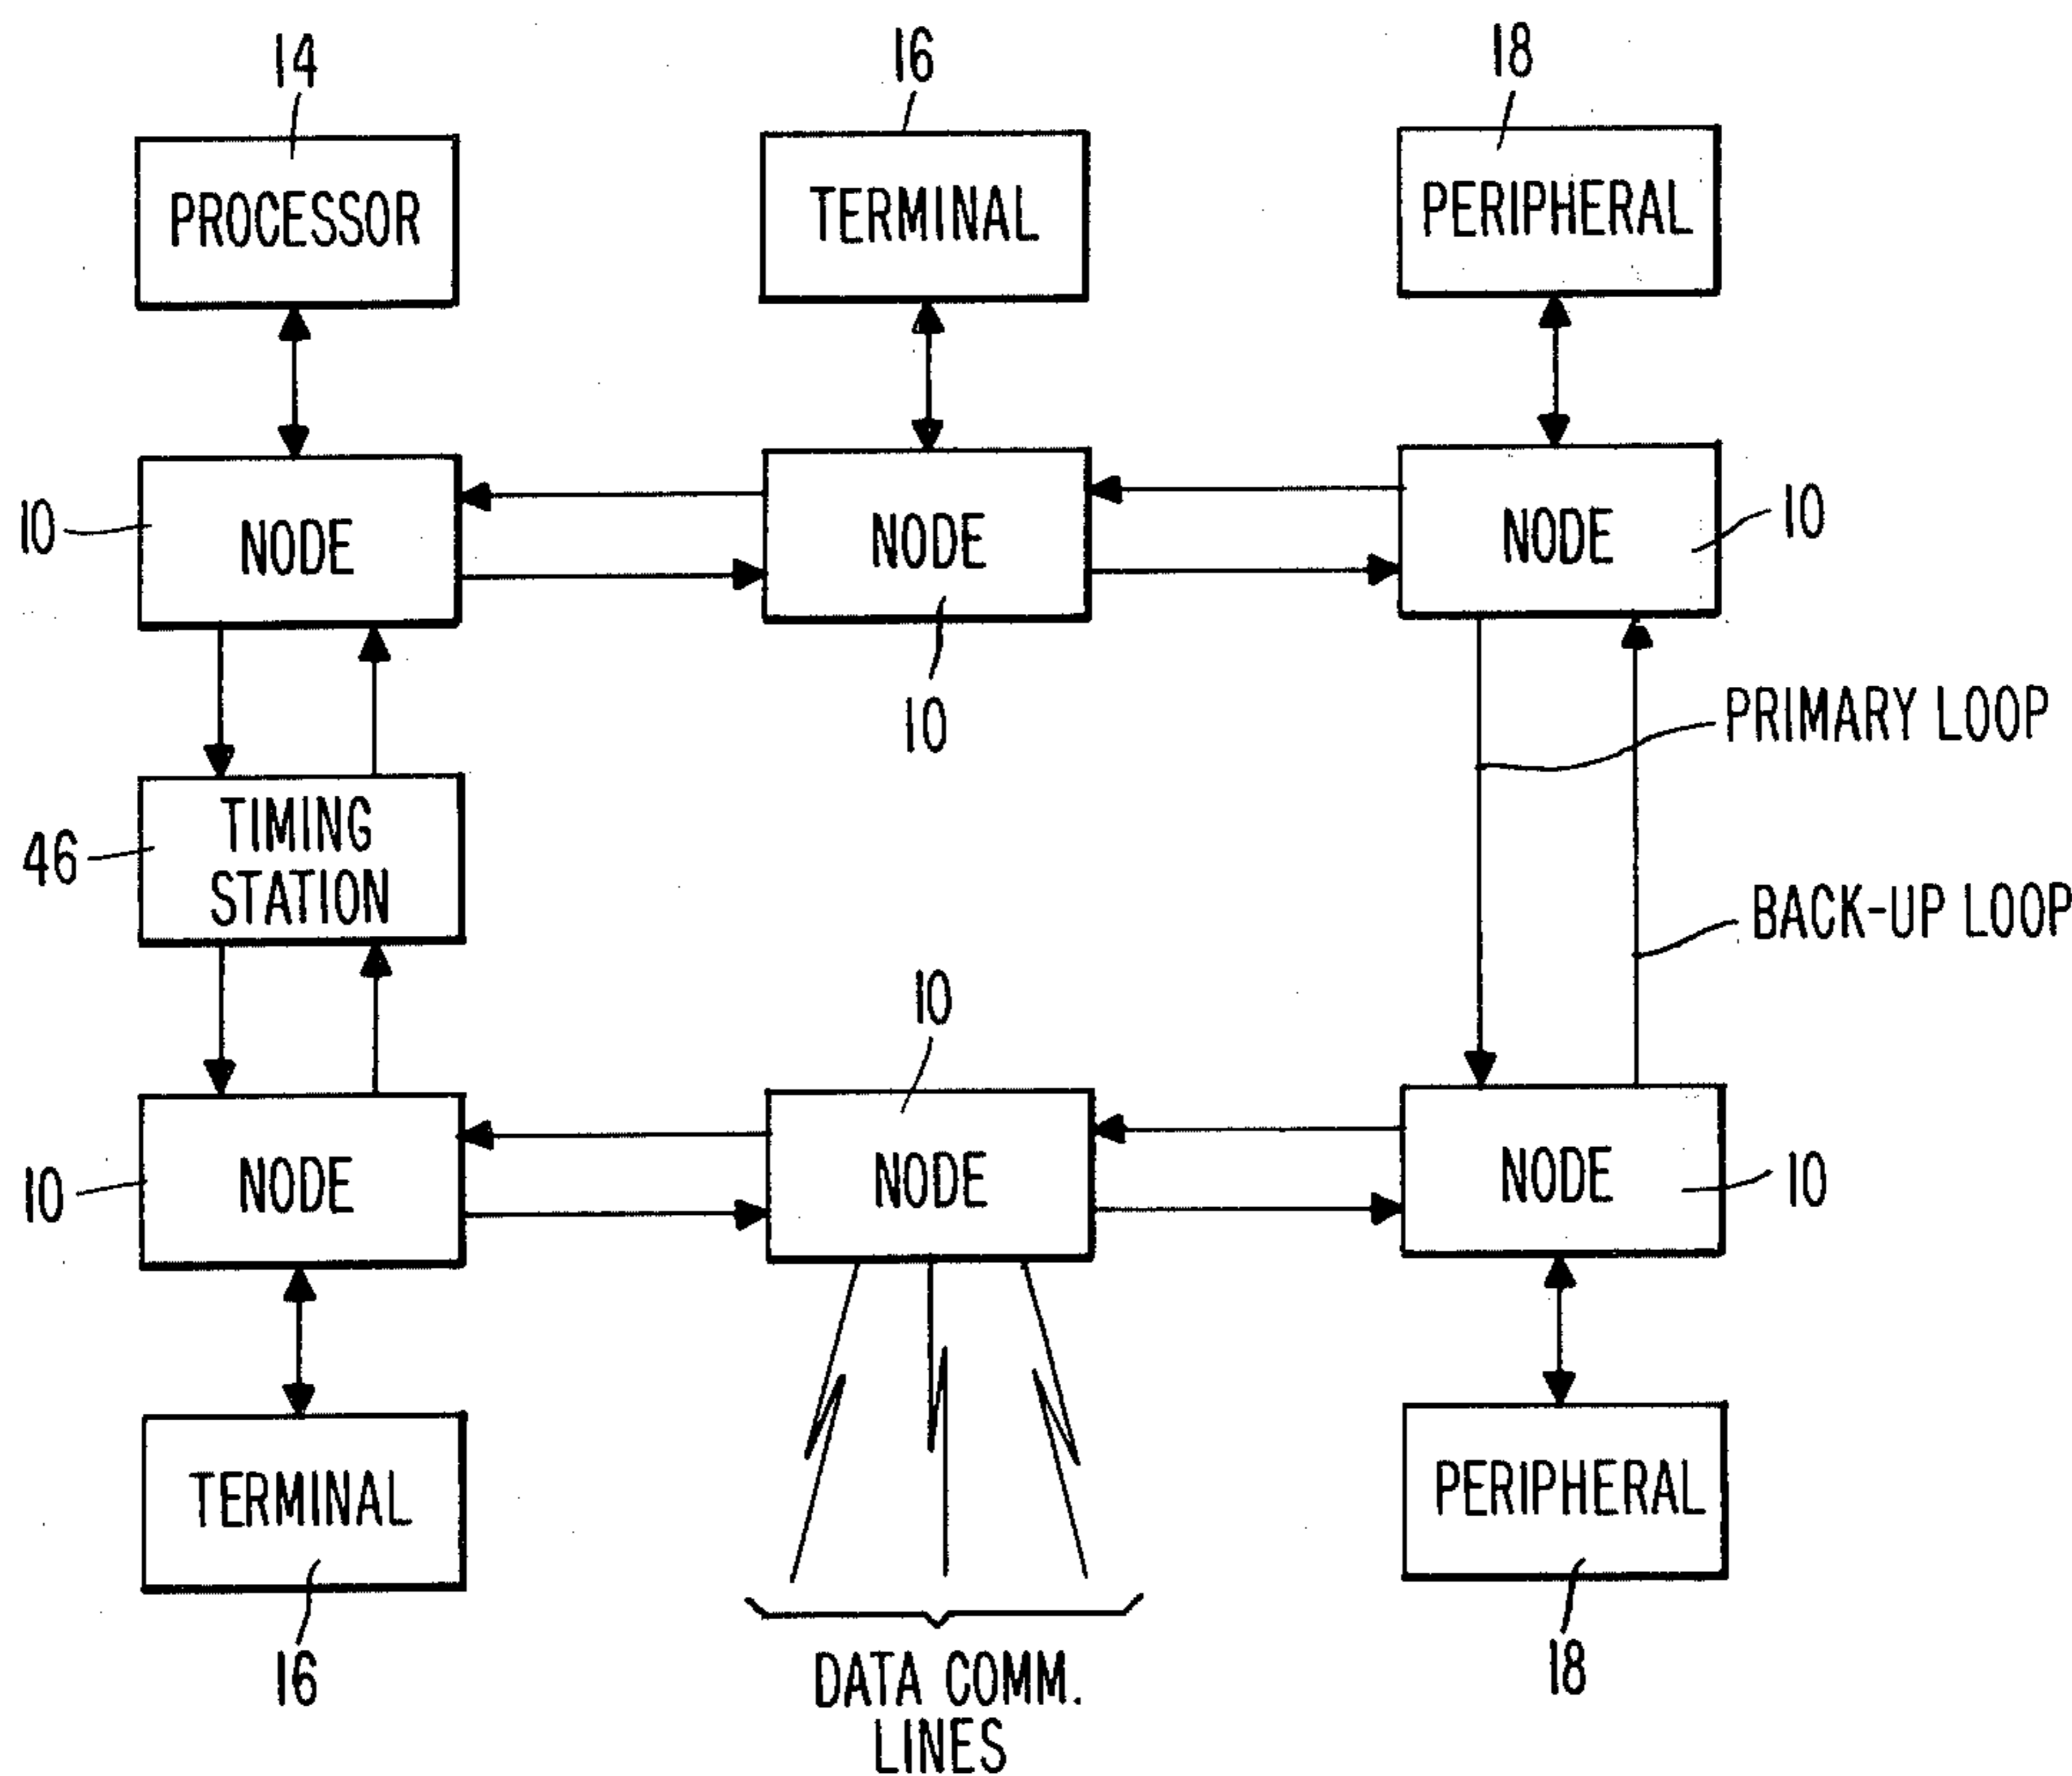 14
16
18
PROCESSOR
TERMINAL
PERIPHERAL
10
NODE
NODE
NODE
10
10
PRIMARY LOOP
46
TIMING
STATION
BACK-UP LOOP
10
10
NODE
NODE
NODE
10
TERMINAL
PERIPHERAL
16
DATA COMM.
LINES
18